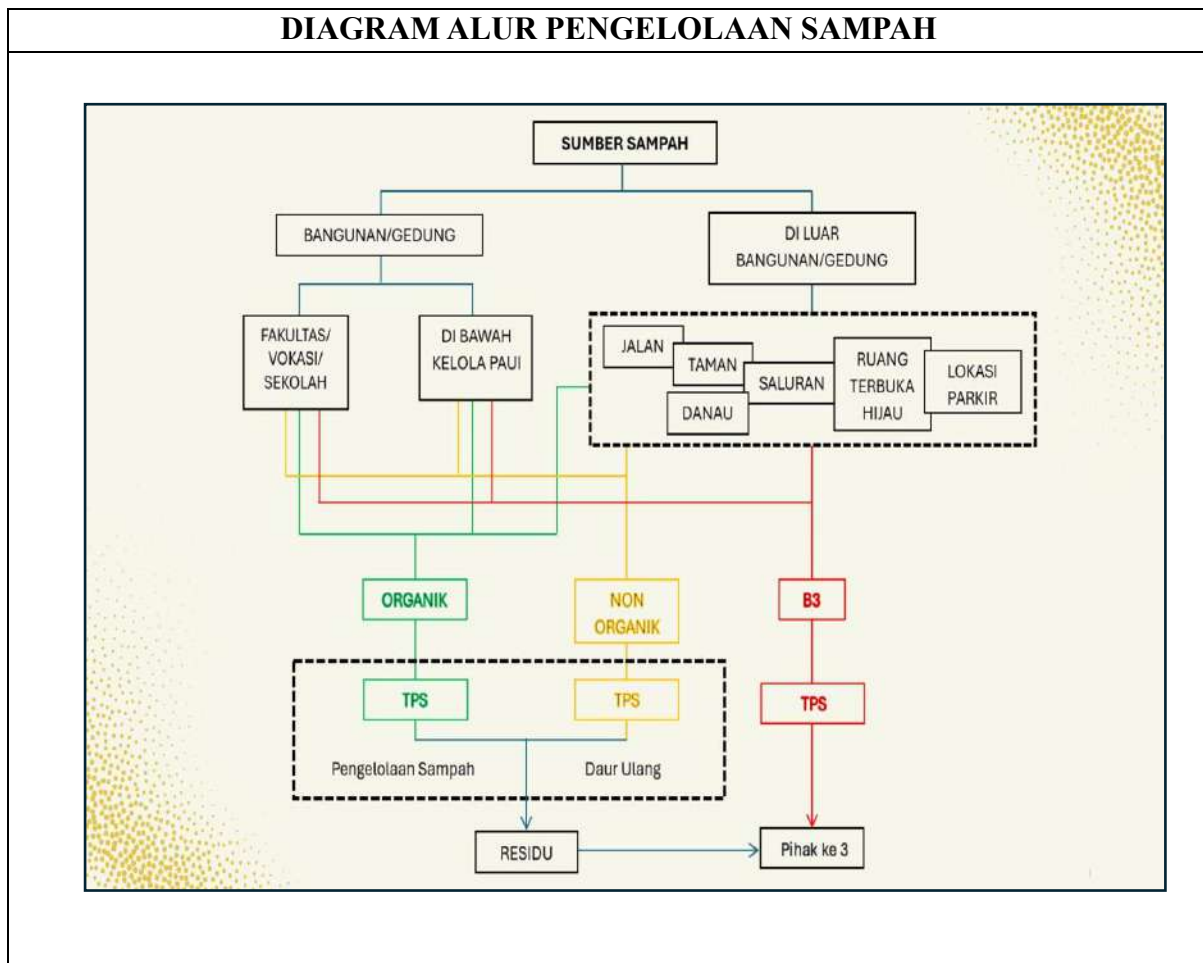 DIAGRAM ALUR PENGELOLAAN SAMPAH
SUMBER SAMPAH
BANGUNAN/GEDUNG
DI LUAR
BANGUNAN/GEDUNG
FAKULTAS/
VOKASI/
SEKOLAH
DI BAWAH
KELOLA PAUI
JALAN
TAMAN
DANAU
SALURAN
RUANG
TERBUKA
HIJAU
LOKASI
PARKIR
ORGANIK
NON
ORGANIK
B3
TPS
TPS
TPS
Pengelolaan Sampah
Daur Ulang
RESIDU
Pihak ke 3